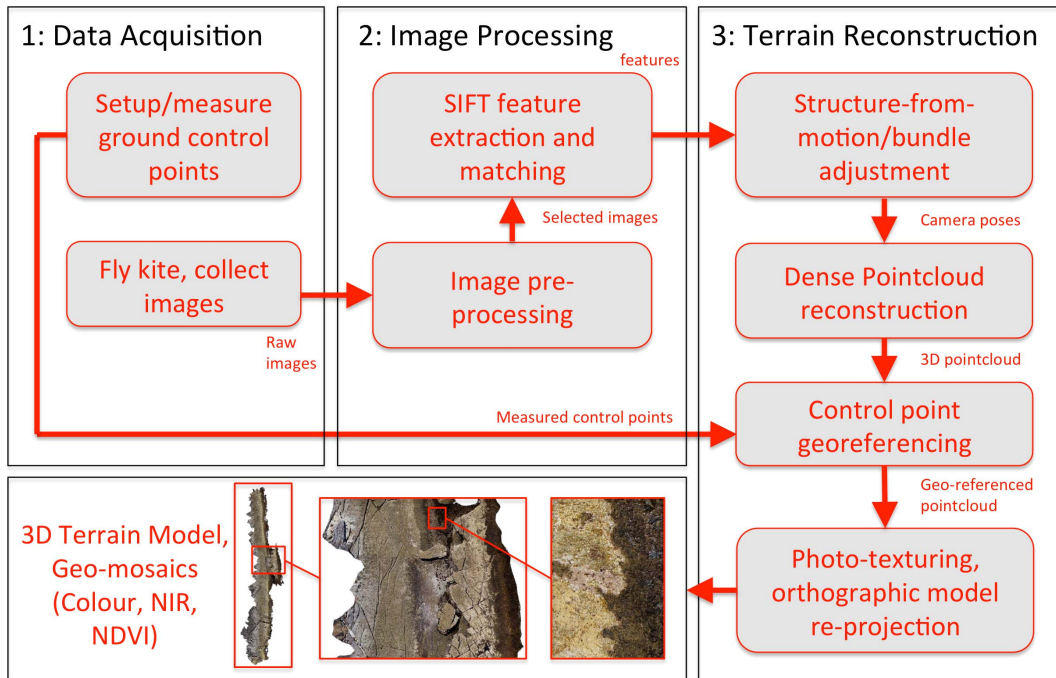 1: Data Acquisition
Setup/measure
ground control
points
Fly kite, collect
images
Raw
images
2: Image Processing
features
SIFT feature
extraction and
matching
Selected images
Image pre-
processing
Measured control points
3: Terrain Reconstruction
Structure-from-
motion/bundle
adjustment
Camera poses
Dense Pointcloud
reconstruction
3D pointcloud
Control point
georeferencing
Geo-referenced
pointcloud
Photo-texturing,
orthographic model
re-projection
3D Terrain Model,
Geo-mosaics
(Colour, NIR,
NDVI)